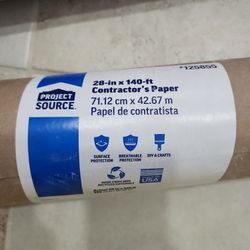 *125855
PROJECT
SOURCE
28-in x 140-ft
Contractor's Paper
71.12 cm x 42.67 m
Papel de contratista
SURFACE
PROTECTION
BREATHABLE
PROTECTION
DIY & CRAFTS
USA